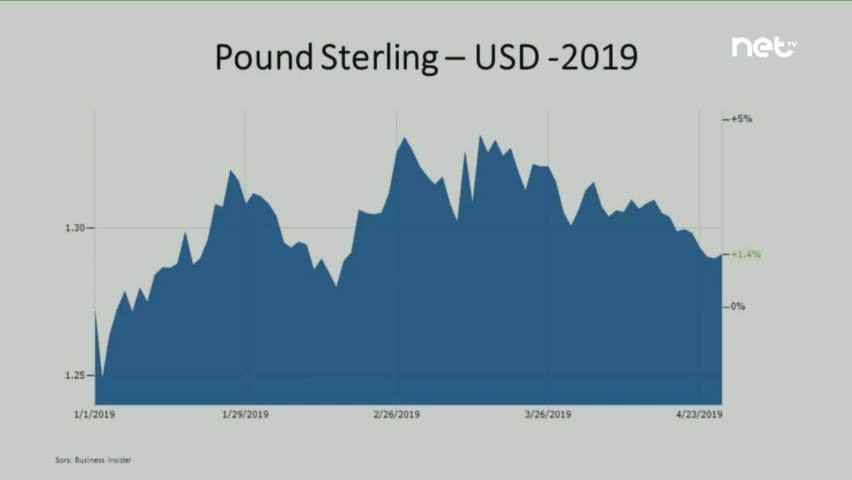 Pound Sterling – USD -2019
net TV
+5%
1.30
+1.4%
0%
1.25
1/1/2019 1/29/2019 2/26/2019 3/26/2019 4/23/2019
Sors: Business Insider